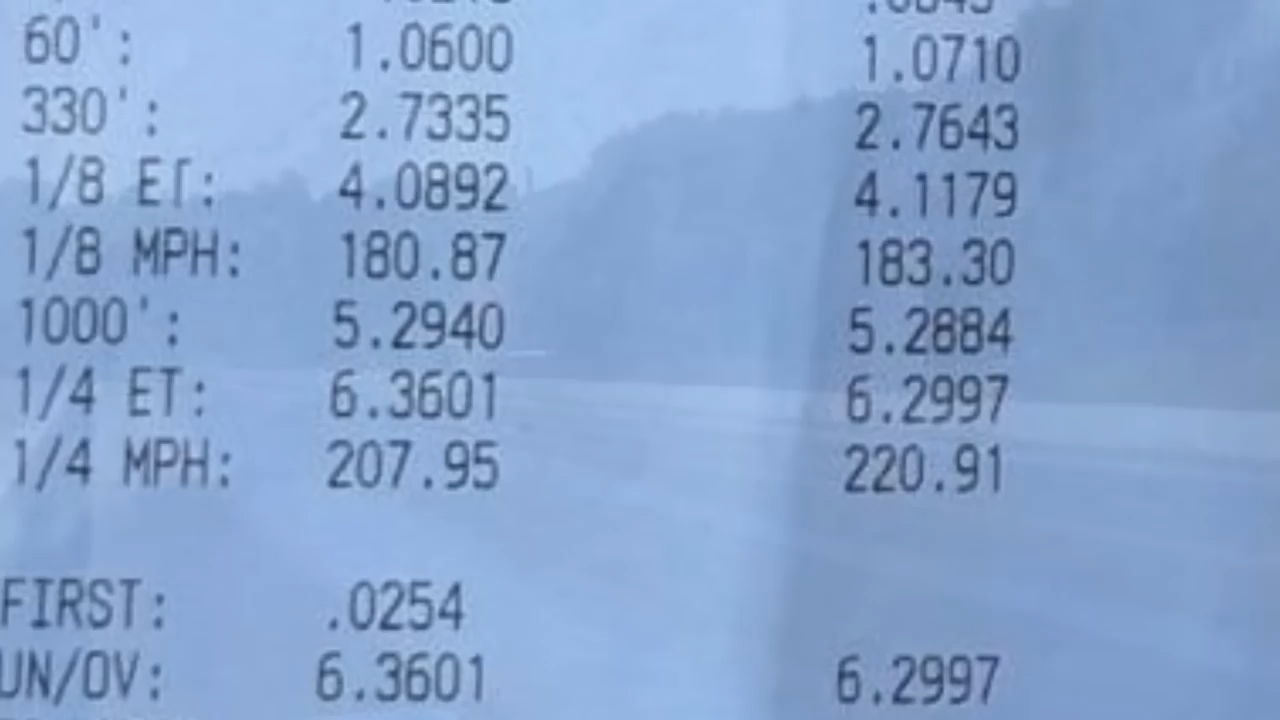 60': 1.0600 1.0710
330': 2.7335 2.7643
1/8 ET: 4.0892 4.1179
1/8 MPH: 180.87 183.30
1000': 5.2940 5.2884
1/4 ET: 6.3601 6.2997
1/4 MPH: 207.95 220.91
FIRST: .0254
UN/OV: 6.3601 6.2997